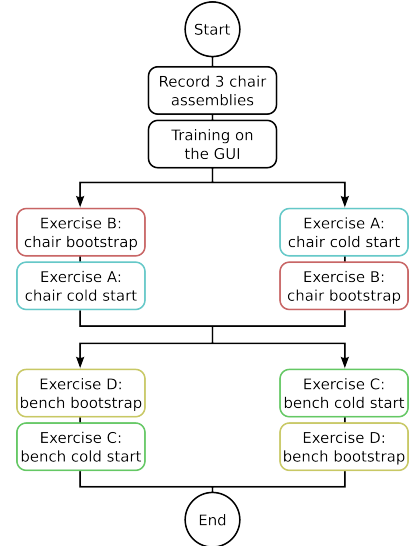 Start
Record 3 chair
assemblies
Training on
the GUI
Exercise B:
chair bootstrap
Exercise A:
chair cold start
Exercise A:
chair cold start
Exercise B:
chair bootstrap
Exercise D:
bench bootstrap
Exercise C:
bench cold start
Exercise C:
bench cold start
Exercise D:
bench bootstrap
End